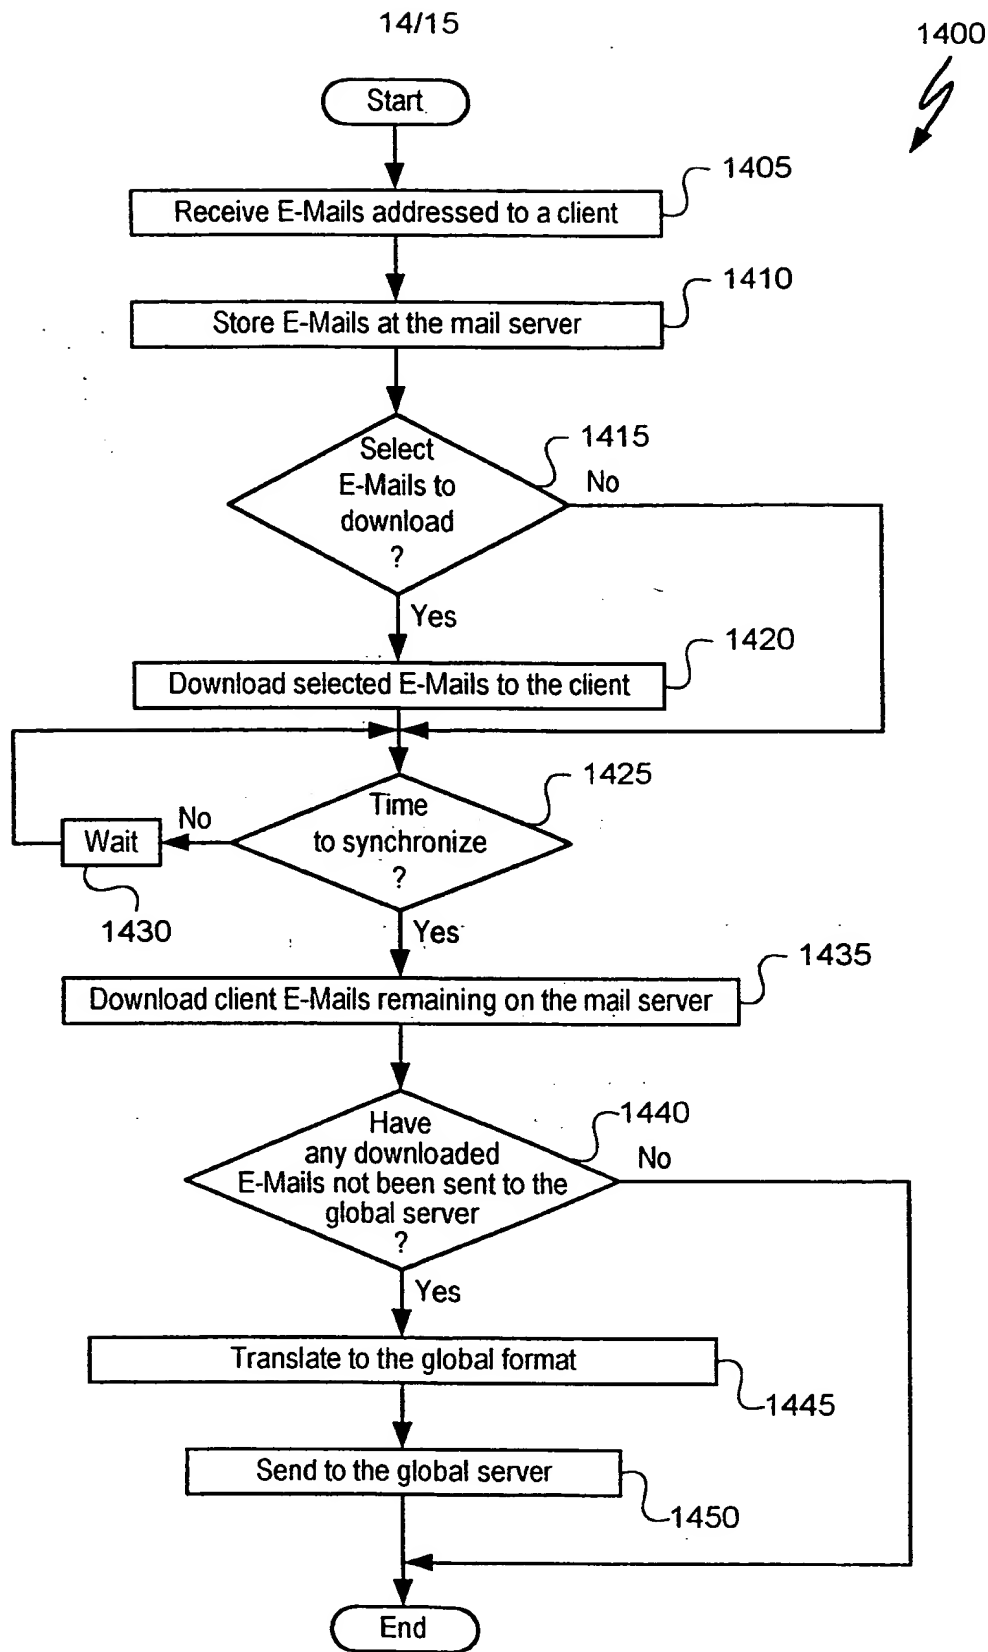 14/15
1400
Start
1405
Receive E-Mails addressed to a client
1410
Store E-Mails at the mail server
1415
Select
E-Mails to
download
?
No
Yes
1420
Download selected E-Mails to the client
1425
Time
to synchronize
?
No
Wait
1430
Yes
1435
Download client E-Mails remaining on the mail server
1440
Have
any downloaded
E-Mails not been sent to the
global server
?
No
Yes
Translate to the global format
1445
Send to the global server
1450
End